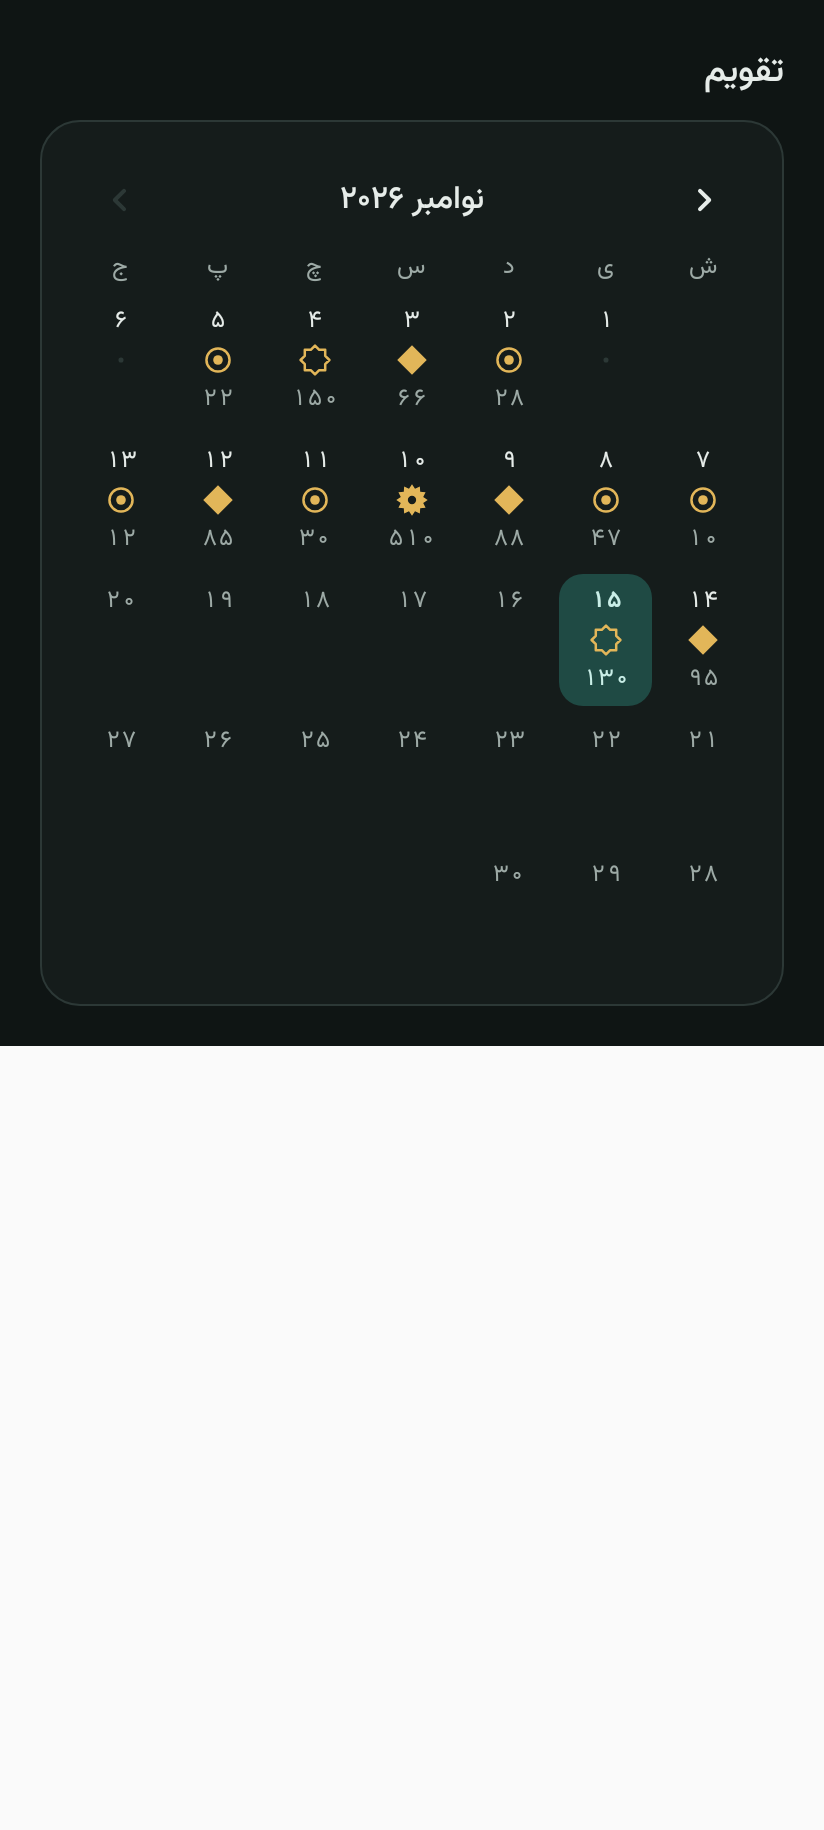 تقویم
نوامبر ۲۰۲۶
ش ی د س چ پ ج
۱ ۲ ۳ ۴ ۵ ۶
۲۸ ۶۶ ۱۵۰ ۲۲
۷ ۸ ۹ ۱۰ ۱۱ ۱۲ ۱۳
۱۰ ۴۷ ۸۸ ۵۱۰ ۳۰ ۸۵ ۱۲
۱۴ ۱۵ ۱۶ ۱۷ ۱۸ ۱۹ ۲۰
۹۵ ۱۳۰
۲۱ ۲۲ ۲۳ ۲۴ ۲۵ ۲۶ ۲۷
۲۸ ۲۹ ۳۰